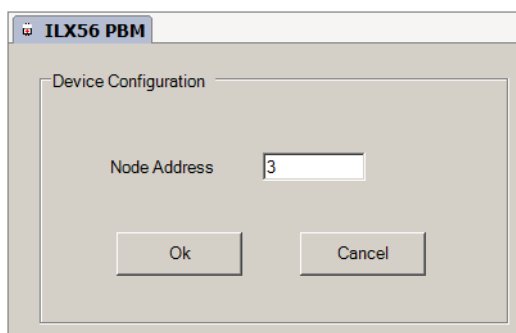 ILX56 PBM
Device Configuration
Node Address 3
Ok Cancel